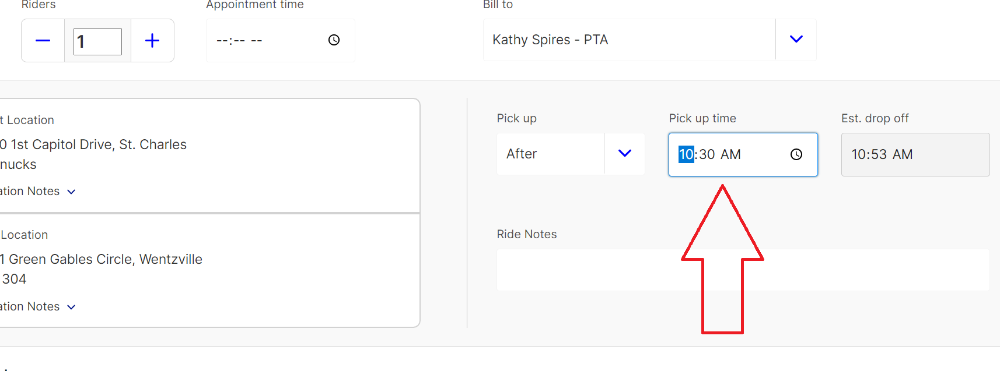 Riders
Appointment time
Bill to
1
--:-- --
Kathy Spires - PTA
t Location
0 1st Capitol Drive, St. Charles
nucks
ation Notes
Location
1 Green Gables Circle, Wentzville
304
ation Notes
Pick up
Pick up time
Est. drop off
After
10:30 AM
10:53 AM
Ride Notes